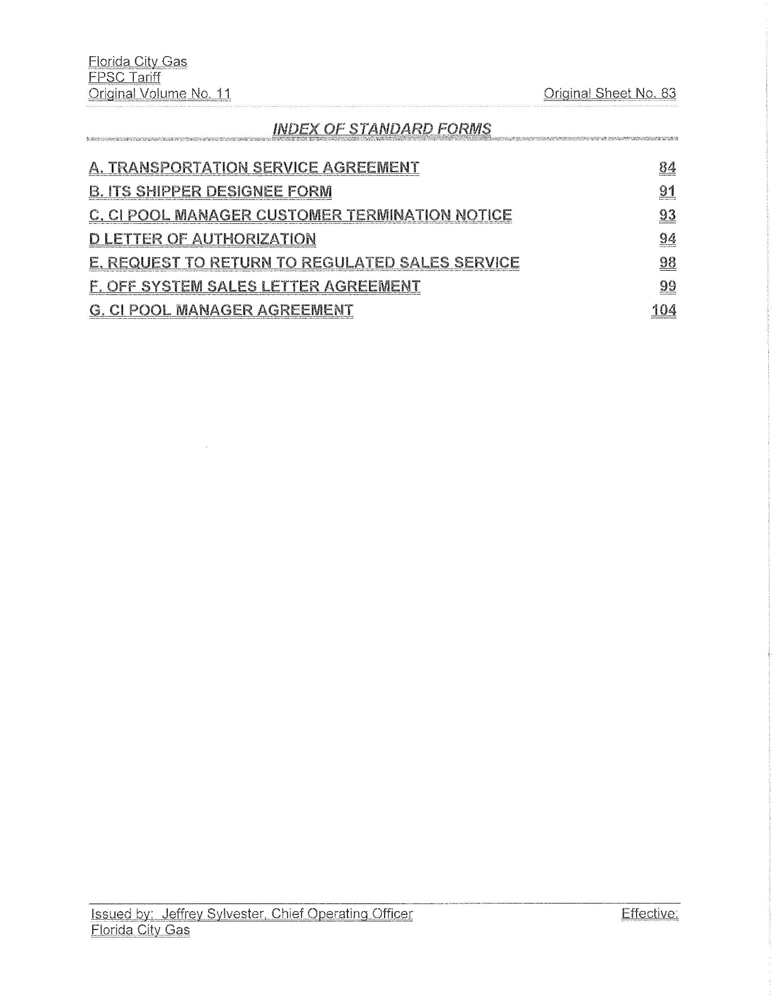 Florida City Gas
FPSC Tariff
Original Volume No. 11 Original Sheet No. 83
INDEX OF STANDARD FORMS
A. TRANSPORTATION SERVICE AGREEMENT 84
B. ITS SHIPPER DESIGNEE FORM 91
C. CI POOL MANAGER CUSTOMER TERMINATION NOTICE 93
D LETTER OF AUTHORIZATION 94
E. REQUEST TO RETURN TO REGULATED SALES SERVICE 98
F. OFF SYSTEM SALES LETTER AGREEMENT 99
G. CI POOL MANAGER AGREEMENT 104
Issued by: Jeffrey Sylvester, Chief Operating Officer Effective:
Florida City Gas